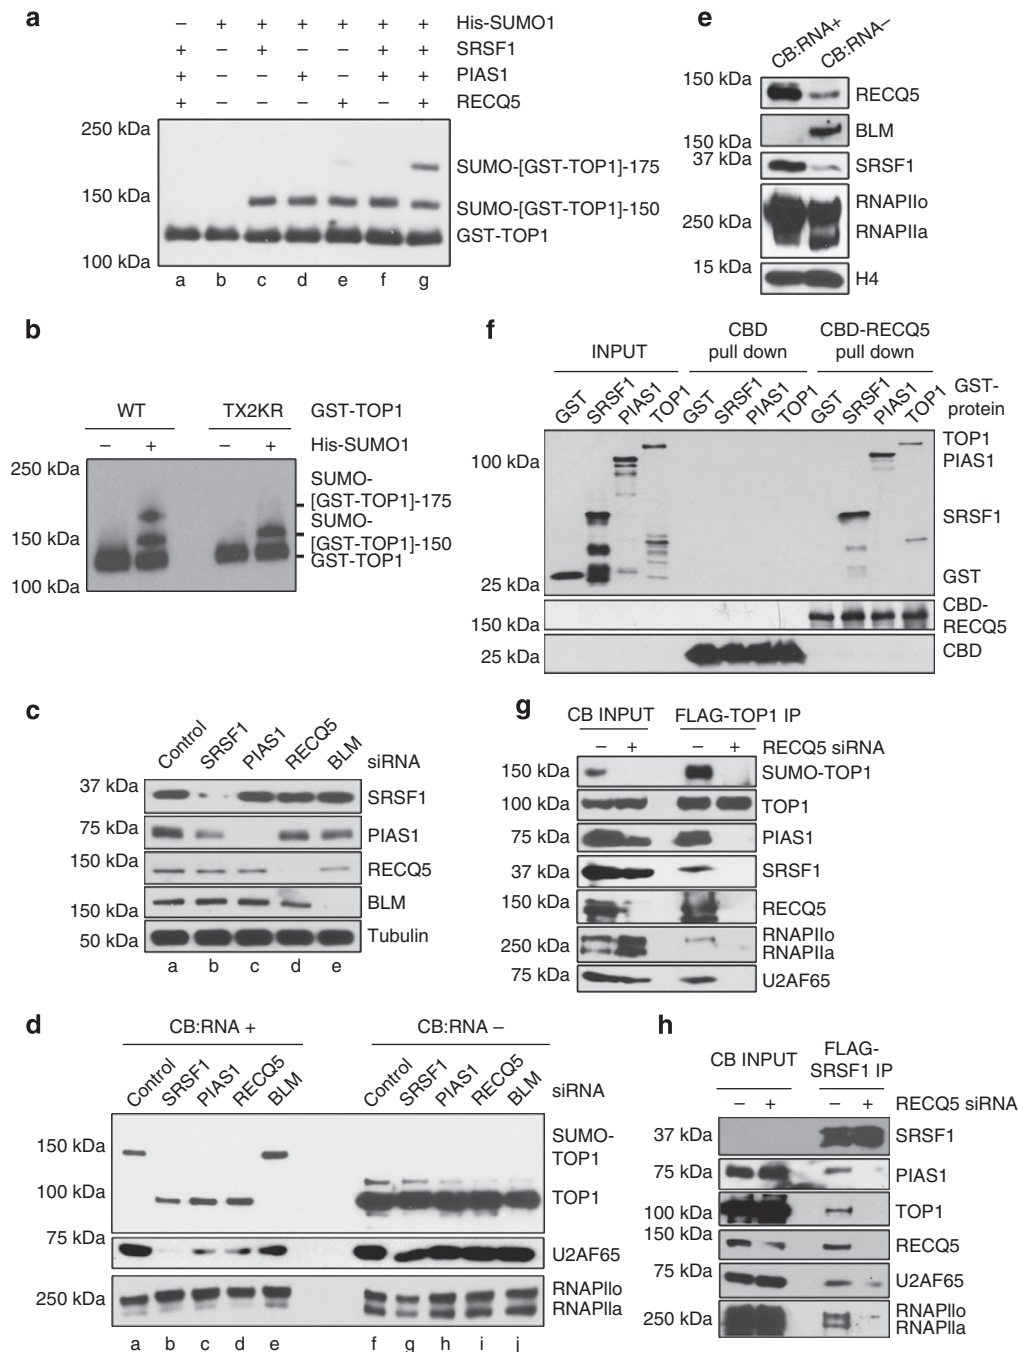 a
– + + + + – + His-SUMO1
+ – + – – + + SRSF1
+ – – + – + + PIAS1
+ – – – + – + RECQ5
250 kDa
150 kDa
100 kDa
SUMO-[GST-TOP1]-175
SUMO-[GST-TOP1]-150
GST-TOP1
a b c d e f g
b
WT TX2KR GST-TOP1
– + – + His-SUMO1
250 kDa
150 kDa
100 kDa
SUMO-
[GST-TOP1]-175
SUMO-
[GST-TOP1]-150
GST-TOP1
c
Control SRSF1 PIAS1 RECQ5 BLM siRNA
37 kDa SRSF1
75 kDa PIAS1
150 kDa RECQ5
150 kDa BLM
50 kDa Tubulin
a b c d e
d
CB:RNA + CB:RNA –
Control SRSF1 PIAS1 RECQ5 BLM Control SRSF1 PIAS1 RECQ5 BLM siRNA
150 kDa SUMO-
TOP1
100 kDa TOP1
75 kDa U2AF65
250 kDa RNAPIIo
RNAPIIa
a b c d e f g h i j
e
CB:RNA+ CB:RNA–
150 kDa RECQ5
150 kDa BLM
37 kDa SRSF1
250 kDa RNAPIIo
RNAPIIa
15 kDa H4
f
INPUT CBD
pull down CBD-RECQ5
pull down
GST SRSF1 PIAS1 TOP1 GST SRSF1 PIAS1 TOP1 GST SRSF1 PIAS1 TOP1 GST-
protein
100 kDa
25 kDa
TOP1
PIAS1
SRSF1
GST
150 kDa CBD-
RECQ5
25 kDa CBD
g
CB INPUT FLAG-TOP1 IP
– + – + RECQ5 siRNA
150 kDa SUMO-TOP1
100 kDa TOP1
75 kDa PIAS1
37 kDa SRSF1
150 kDa RECQ5
250 kDa RNAPIIo
RNAPIIa
75 kDa U2AF65
h
CB INPUT FLAG-
SRSF1 IP
– + – + RECQ5 siRNA
37 kDa SRSF1
75 kDa PIAS1
100 kDa TOP1
150 kDa RECQ5
75 kDa U2AF65
250 kDa RNAPIIo
RNAPIIa